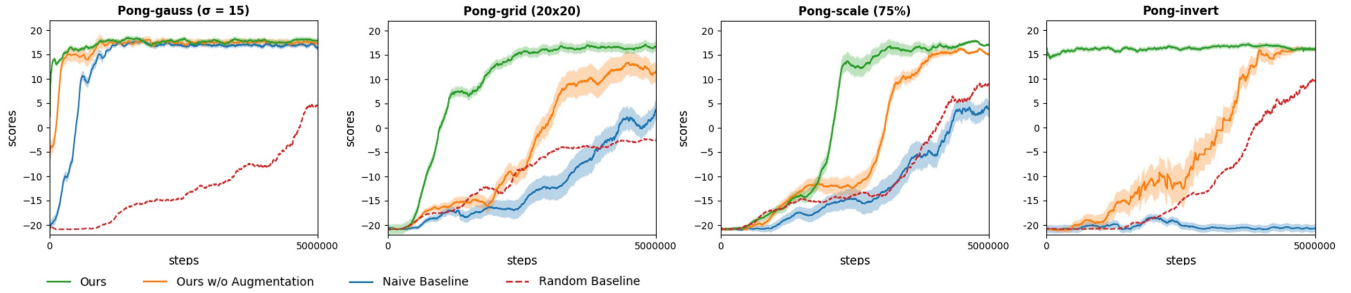 Pong-gauss (σ = 15)
20
15
10
5
0
−5
−10
−15
−20
scores
0
5000000
steps
Pong-grid (20x20)
20
15
10
5
0
−5
−10
−15
−20
scores
0
5000000
steps
Pong-scale (75%)
20
15
10
5
0
−5
−10
−15
−20
scores
0
5000000
steps
Pong-invert
20
15
10
5
0
−5
−10
−15
−20
scores
0
5000000
steps
Ours
Ours w/o Augmentation
Naive Baseline
Random Baseline